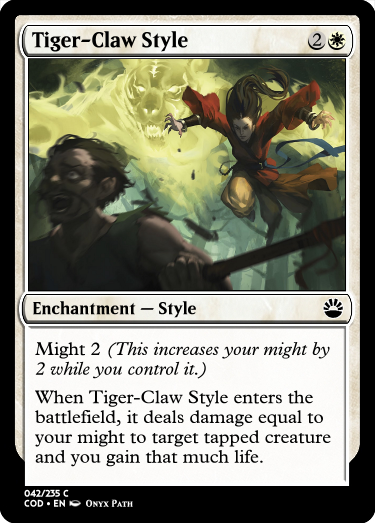 Tiger-Claw Style 2
Enchantment — Style
Might 2 (This increases your might by
2 while you control it.)
When Tiger-Claw Style enters the
battlefield, it deals damage equal to
your might to target tapped creature
and you gain that much life.
042/235 C
COD • EN Onyx Path